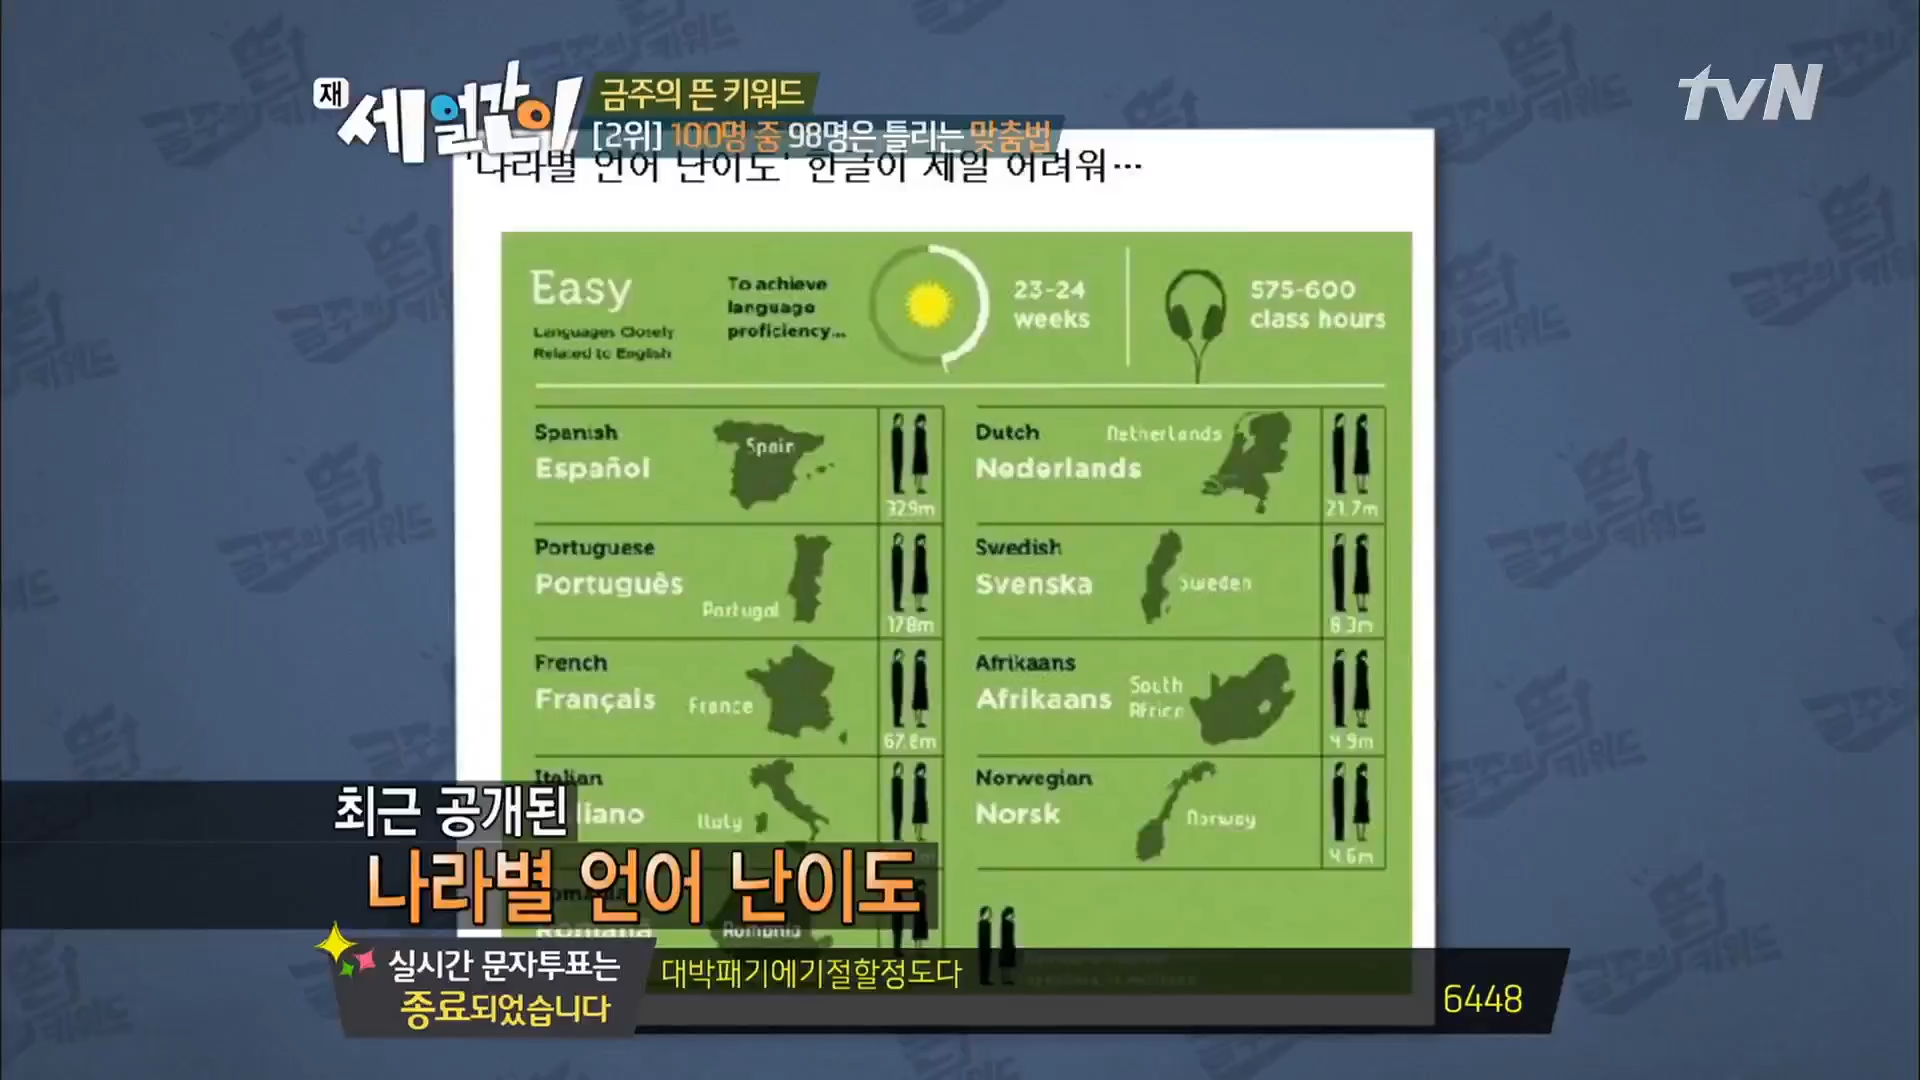 재
세얼간이
금주의 뜬 키워드
[2위] 100명 중 98명은 틀리는 맞춤법
tvN
'나라별 언어 난이도' 한글이 제일 어려워…
Easy
Languages Closely
Related to English
To achieve
language
proficiency...
23-24
weeks
575-600
class hours
Spanish
Español
Spain
329m
Dutch
Nederlands
Netherlands
21.7m
Portuguese
Português
Portugal
178m
Swedish
Svenska
Sweden
8.3m
French
Français
France
67.8m
Afrikaans
Afrikaans
South
Africa
4.9m
Italian
liano
Italy
Norwegian
Norsk
Norway
4.6m
Română
Romania
최근 공개된
나라별 언어 난이도
실시간 문자투표는
종료되었습니다
대박패기에기절할정도다
6448